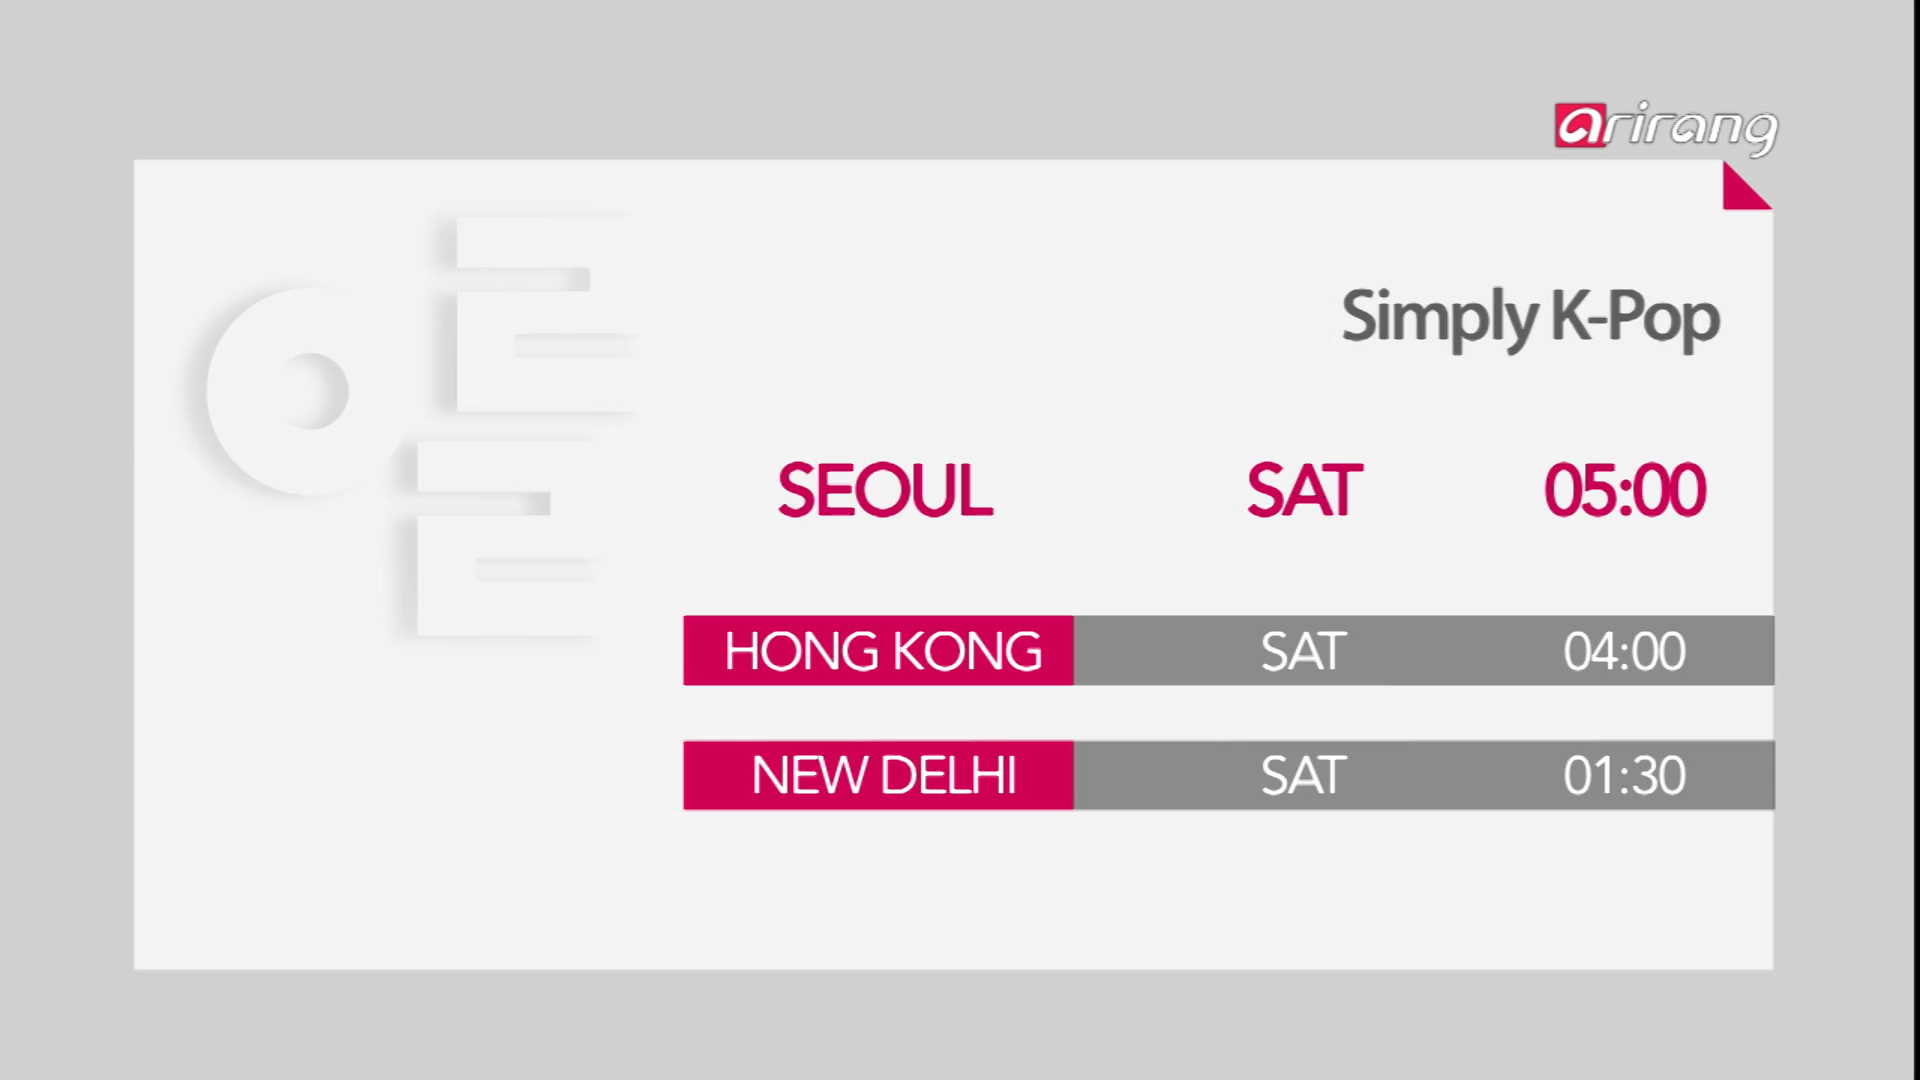 arirang
Simply K-Pop
SEOUL SAT 05:00
HONG KONG SAT 04:00
NEW DELHI SAT 01:30